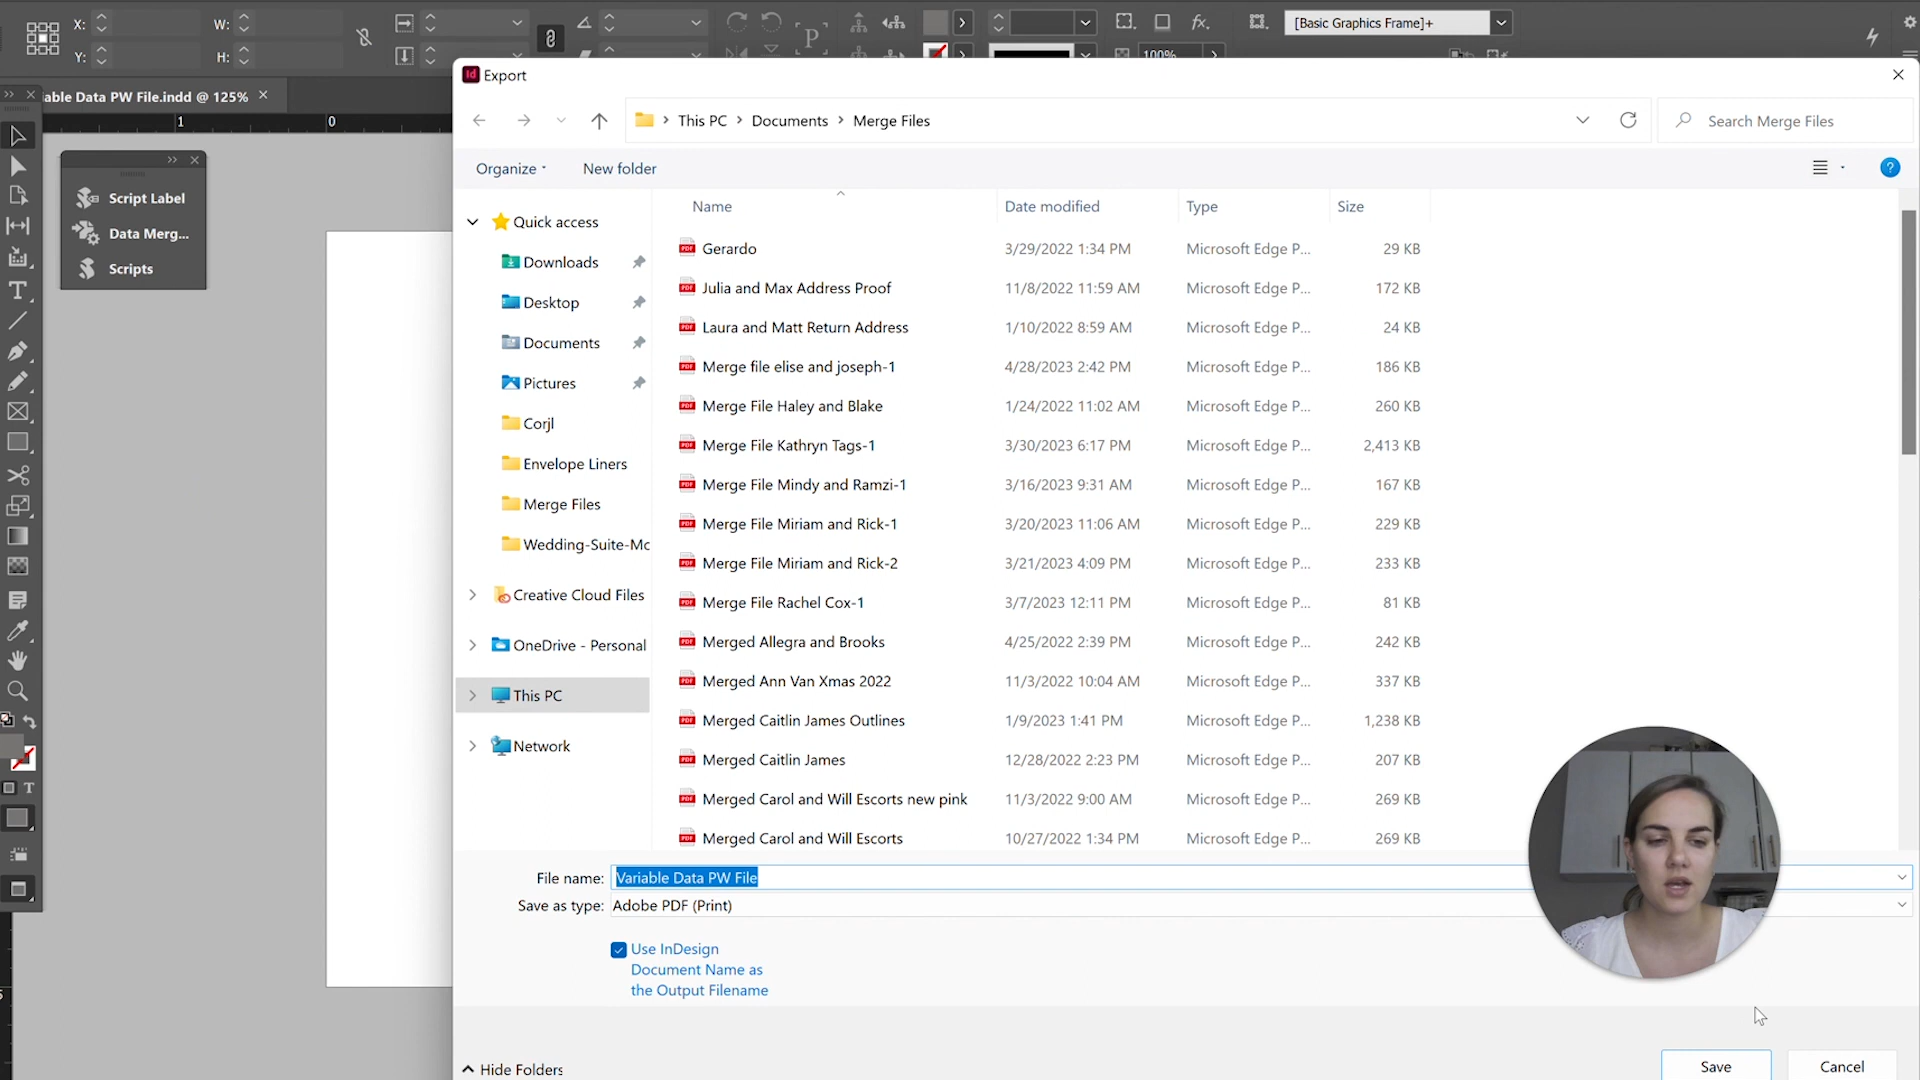 X:
W:
Y:
H:
P
fx.
[Basic Graphics Frame]+
100%
able Data PW File.indd @ 125%
1
0
Script Label
Data Merg...
Scripts
Id Export
This PC
Documents
Merge Files
Search Merge Files
Organize
New folder
Name
Date modified
Type
Size
Quick access
Downloads
Desktop
Documents
Pictures
Corjl
Envelope Liners
Merge Files
Wedding-Suite-Mc
Creative Cloud Files
OneDrive - Personal
This PC
Network
Gerardo 3/29/2022 1:34 PM Microsoft Edge P... 29 KB
Julia and Max Address Proof 11/8/2022 11:59 AM Microsoft Edge P... 172 KB
Laura and Matt Return Address 1/10/2022 8:59 AM Microsoft Edge P... 24 KB
Merge file elise and joseph-1 4/28/2023 2:42 PM Microsoft Edge P... 186 KB
Merge File Haley and Blake 1/24/2022 11:02 AM Microsoft Edge P... 260 KB
Merge File Kathryn Tags-1 3/30/2023 6:17 PM Microsoft Edge P... 2,413 KB
Merge File Mindy and Ramzi-1 3/16/2023 9:31 AM Microsoft Edge P... 167 KB
Merge File Miriam and Rick-1 3/20/2023 11:06 AM Microsoft Edge P... 229 KB
Merge File Miriam and Rick-2 3/21/2023 4:09 PM Microsoft Edge P... 233 KB
Merge File Rachel Cox-1 3/7/2023 12:11 PM Microsoft Edge P... 81 KB
Merged Allegra and Brooks 4/25/2022 2:39 PM Microsoft Edge P... 242 KB
Merged Ann Van Xmas 2022 11/3/2022 10:04 AM Microsoft Edge P... 337 KB
Merged Caitlin James Outlines 1/9/2023 1:41 PM Microsoft Edge P... 1,238 KB
Merged Caitlin James 12/28/2022 2:23 PM Microsoft Edge P... 207 KB
Merged Carol and Will Escorts new pink 11/3/2022 9:00 AM Microsoft Edge P... 269 KB
Merged Carol and Will Escorts 10/27/2022 1:34 PM Microsoft Edge P... 269 KB
File name: Variable Data PW File
Save as type: Adobe PDF (Print)
Use InDesign
Document Name as
the Output Filename
Hide Folders
Save
Cancel